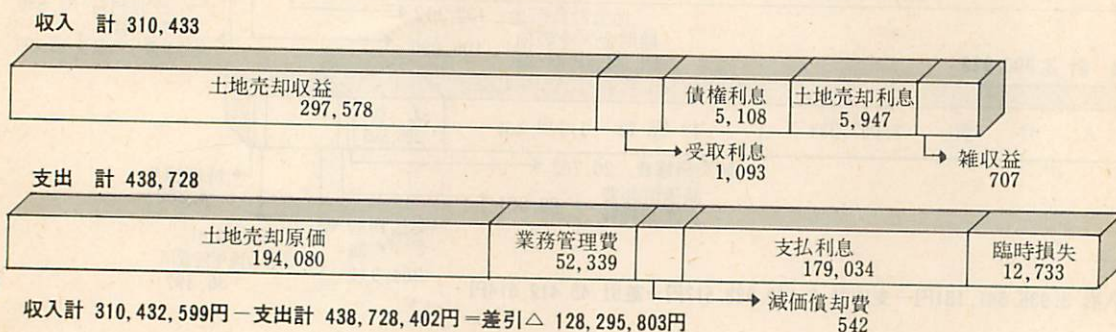 収入 計 310,433
土地売却収益
297,578
債権利息
5,108
土地売却利息
5,947
受取利息
1,093
雑収益
707
支出 計 438,728
土地売却原価
194,080
業務管理費
52,339
支払利息
179,034
臨時損失
12,733
減価償却費
542
収入計 310,432,599円－支出計 438,728,402円＝差引△ 128,295,803円